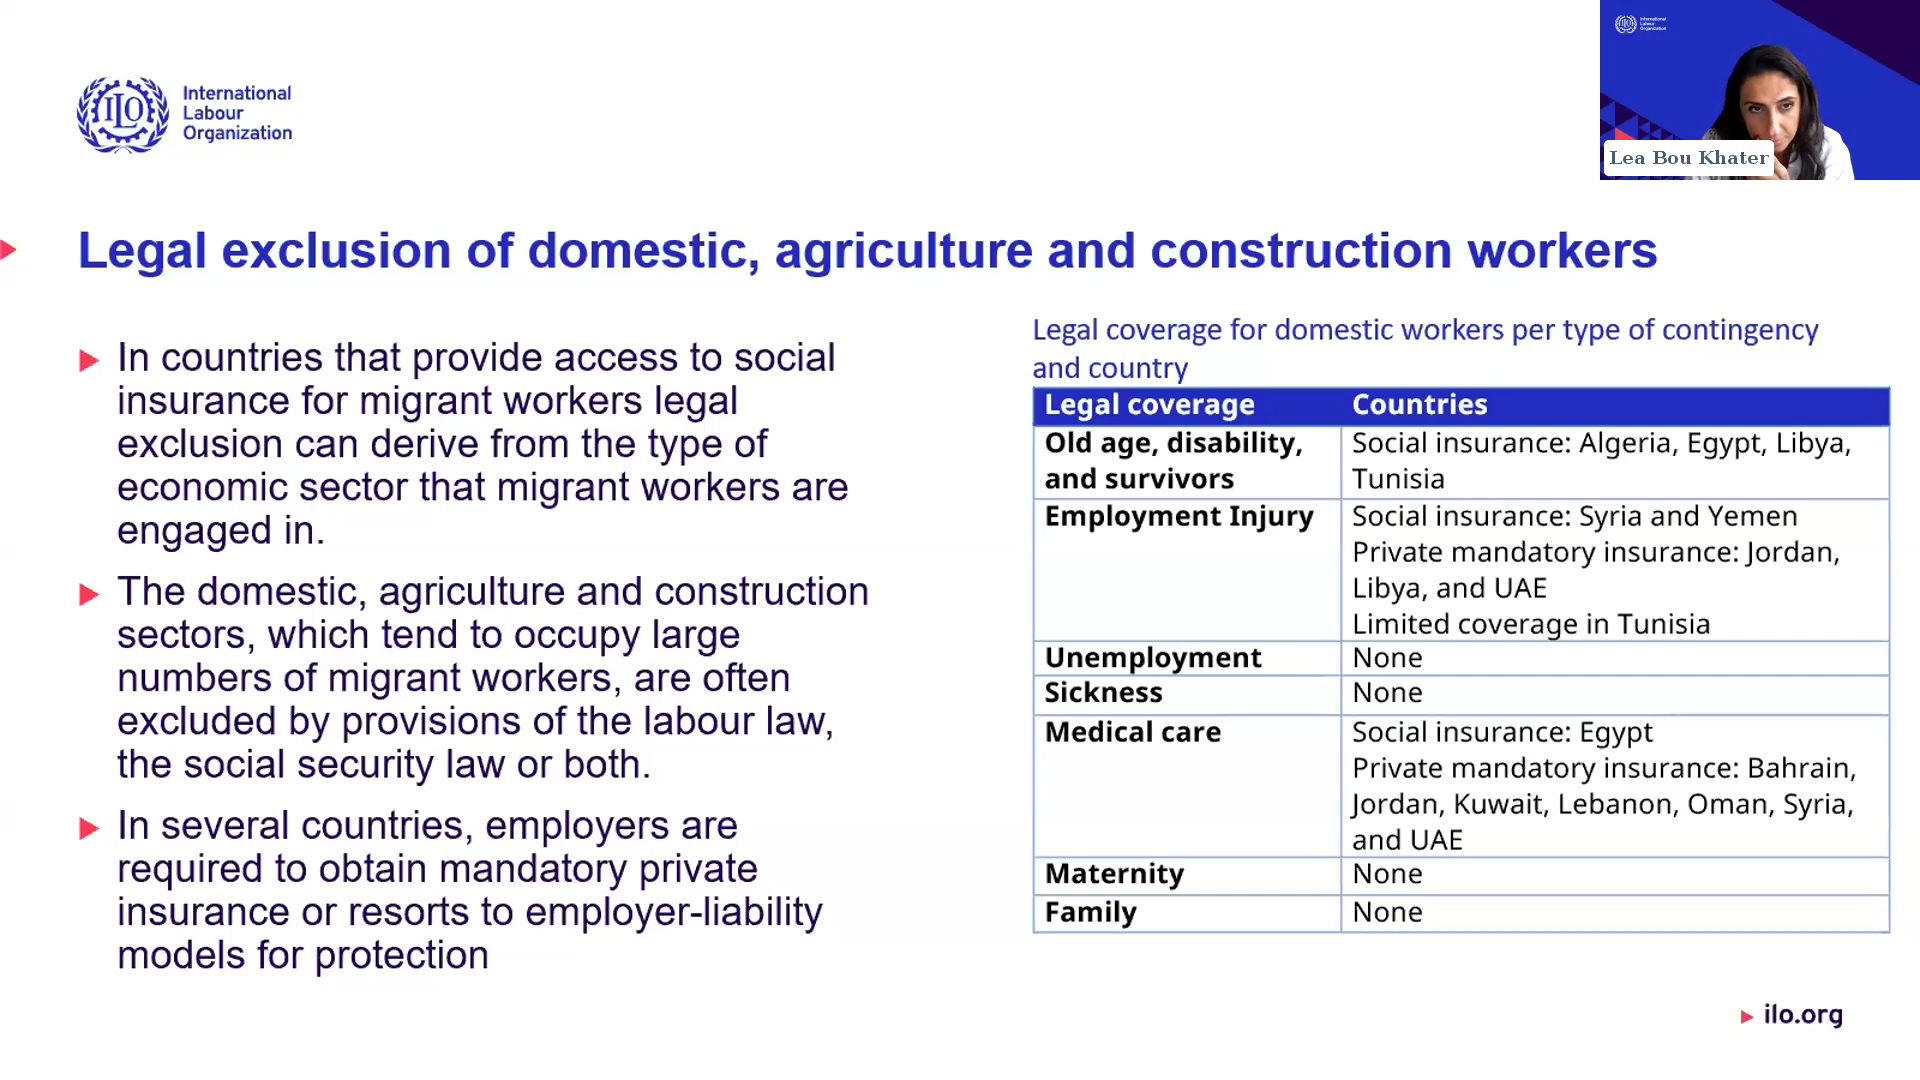 International
Labour
Organization
International
Labour
Organization
Lea Bou Khater
Legal exclusion of domestic, agriculture and construction workers
In countries that provide access to social
insurance for migrant workers legal
exclusion can derive from the type of
economic sector that migrant workers are
engaged in.
The domestic, agriculture and construction
sectors, which tend to occupy large
numbers of migrant workers, are often
excluded by provisions of the labour law,
the social security law or both.
In several countries, employers are
required to obtain mandatory private
insurance or resorts to employer-liability
models for protection
Legal coverage for domestic workers per type of contingency
and country
Legal coverage Countries
Old age, disability, Social insurance: Algeria, Egypt, Libya,
and survivors Tunisia
Employment Injury Social insurance: Syria and Yemen
Private mandatory insurance: Jordan,
Libya, and UAE
Limited coverage in Tunisia
Unemployment None
Sickness None
Medical care Social insurance: Egypt
Private mandatory insurance: Bahrain,
Jordan, Kuwait, Lebanon, Oman, Syria,
and UAE
Maternity None
Family None
ilo.org